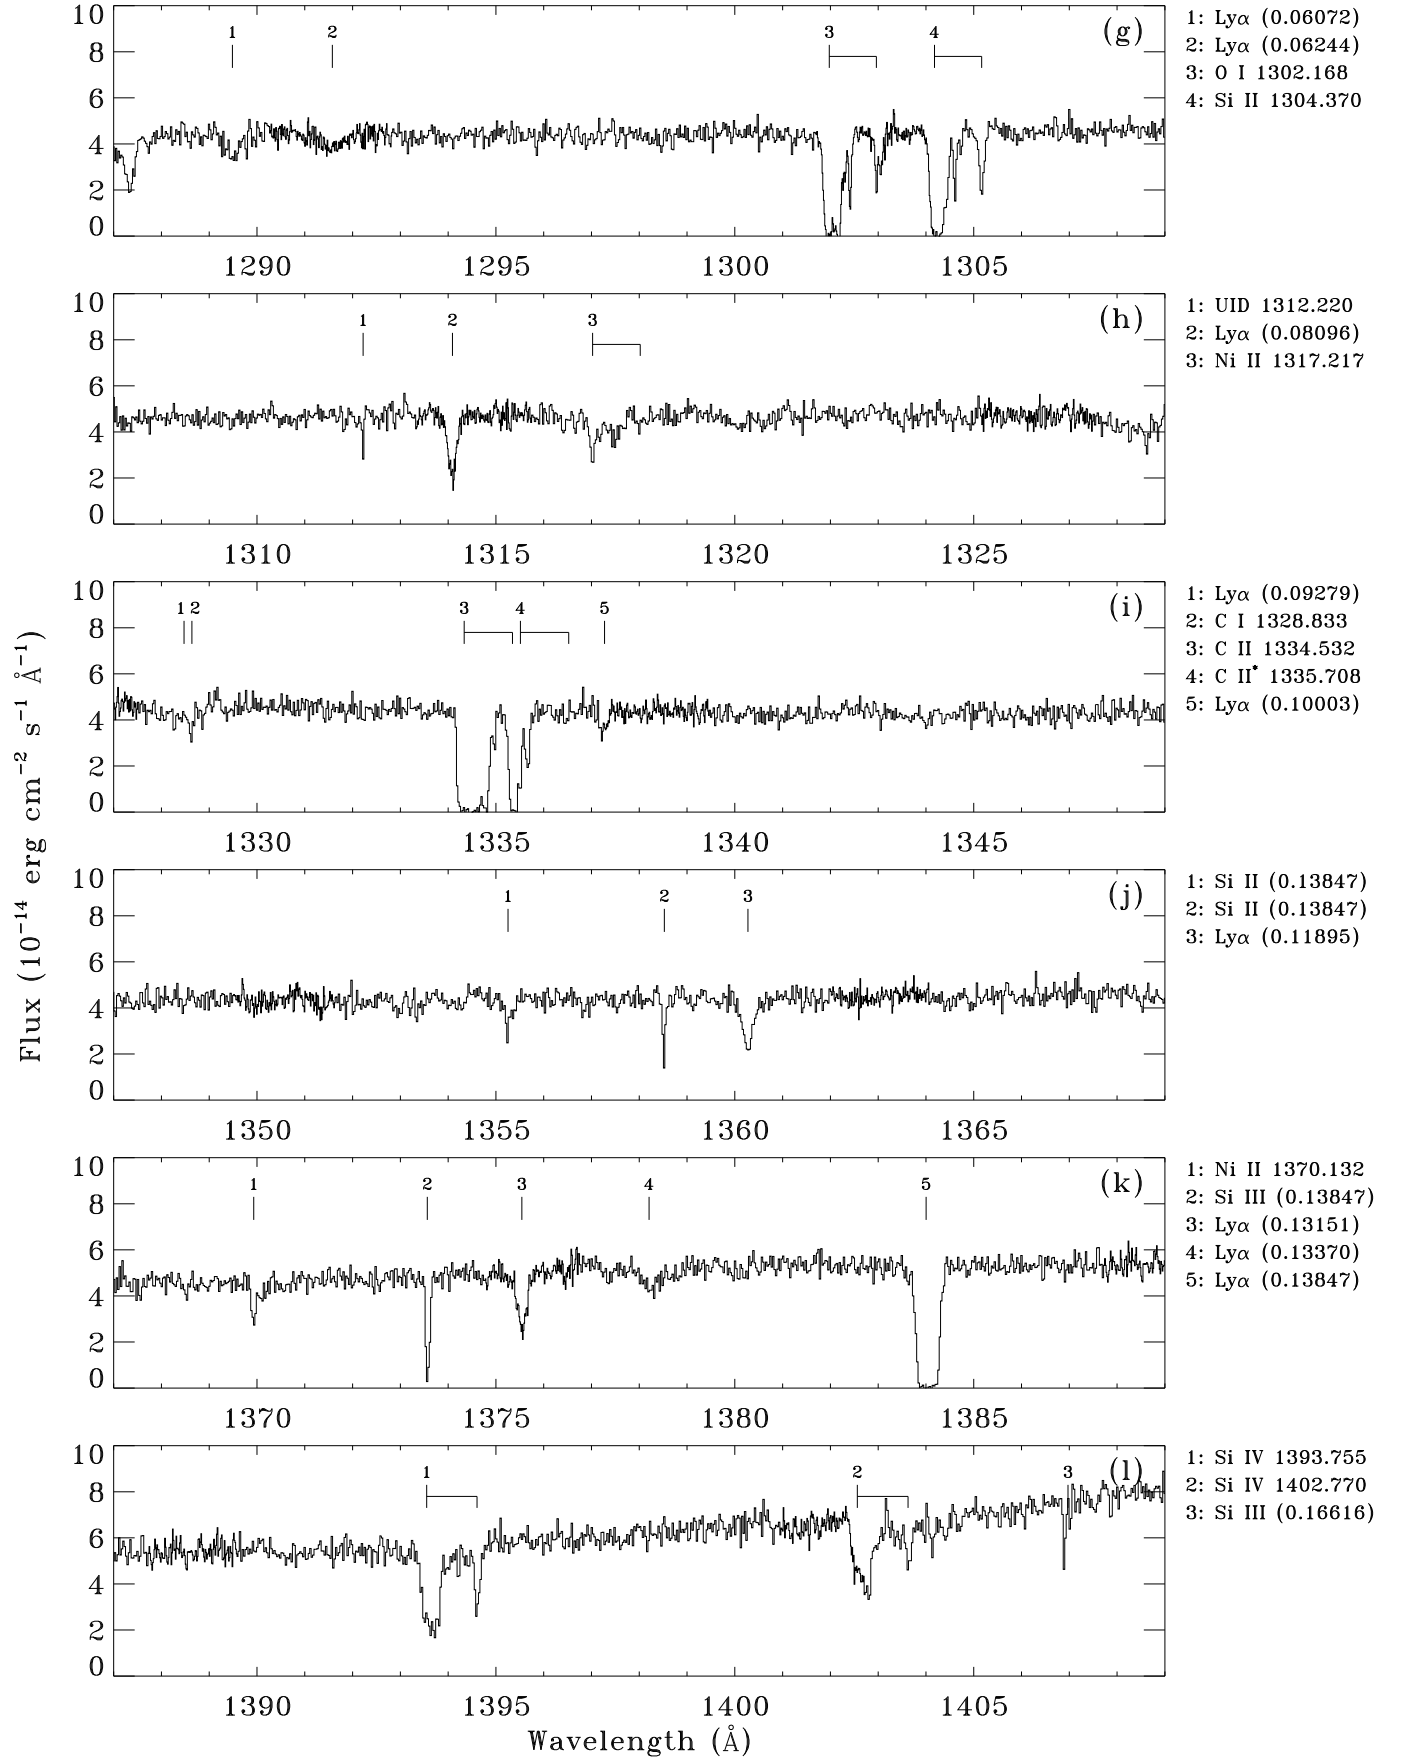 10
8
6
4
2
0
1 2 3 4
(g)
1: Lyα (0.06072)
2: Lyα (0.06244)
3: O I 1302.168
4: Si II 1304.370
1290 1295 1300 1305
10
8
6
4
2
0
1 2 3
(h)
1: UID 1312.220
2: Lyα (0.08096)
3: Ni II 1317.217
1310 1315 1320 1325
10
8
6
4
2
0
1 2 3 4 5
(i)
1: Lyα (0.09279)
2: C I 1328.833
3: C II 1334.532
4: C II* 1335.708
5: Lyα (0.10003)
1330 1335 1340 1345
Flux (10⁻¹⁴ erg cm⁻² s⁻¹ Å⁻¹)
10
8
6
4
2
0
1 2 3
(j)
1: Si II (0.13847)
2: Si II (0.13847)
3: Lyα (0.11895)
1350 1355 1360 1365
10
8
6
4
2
0
1 2 3 4 5
(k)
1: Ni II 1370.132
2: Si III (0.13847)
3: Lyα (0.13151)
4: Lyα (0.13370)
5: Lyα (0.13847)
1370 1375 1380 1385
10
8
6
4
2
0
1 2 3
(l)
1: Si IV 1393.755
2: Si IV 1402.770
3: Si III (0.16616)
1390 1395 1400 1405
Wavelength (Å)